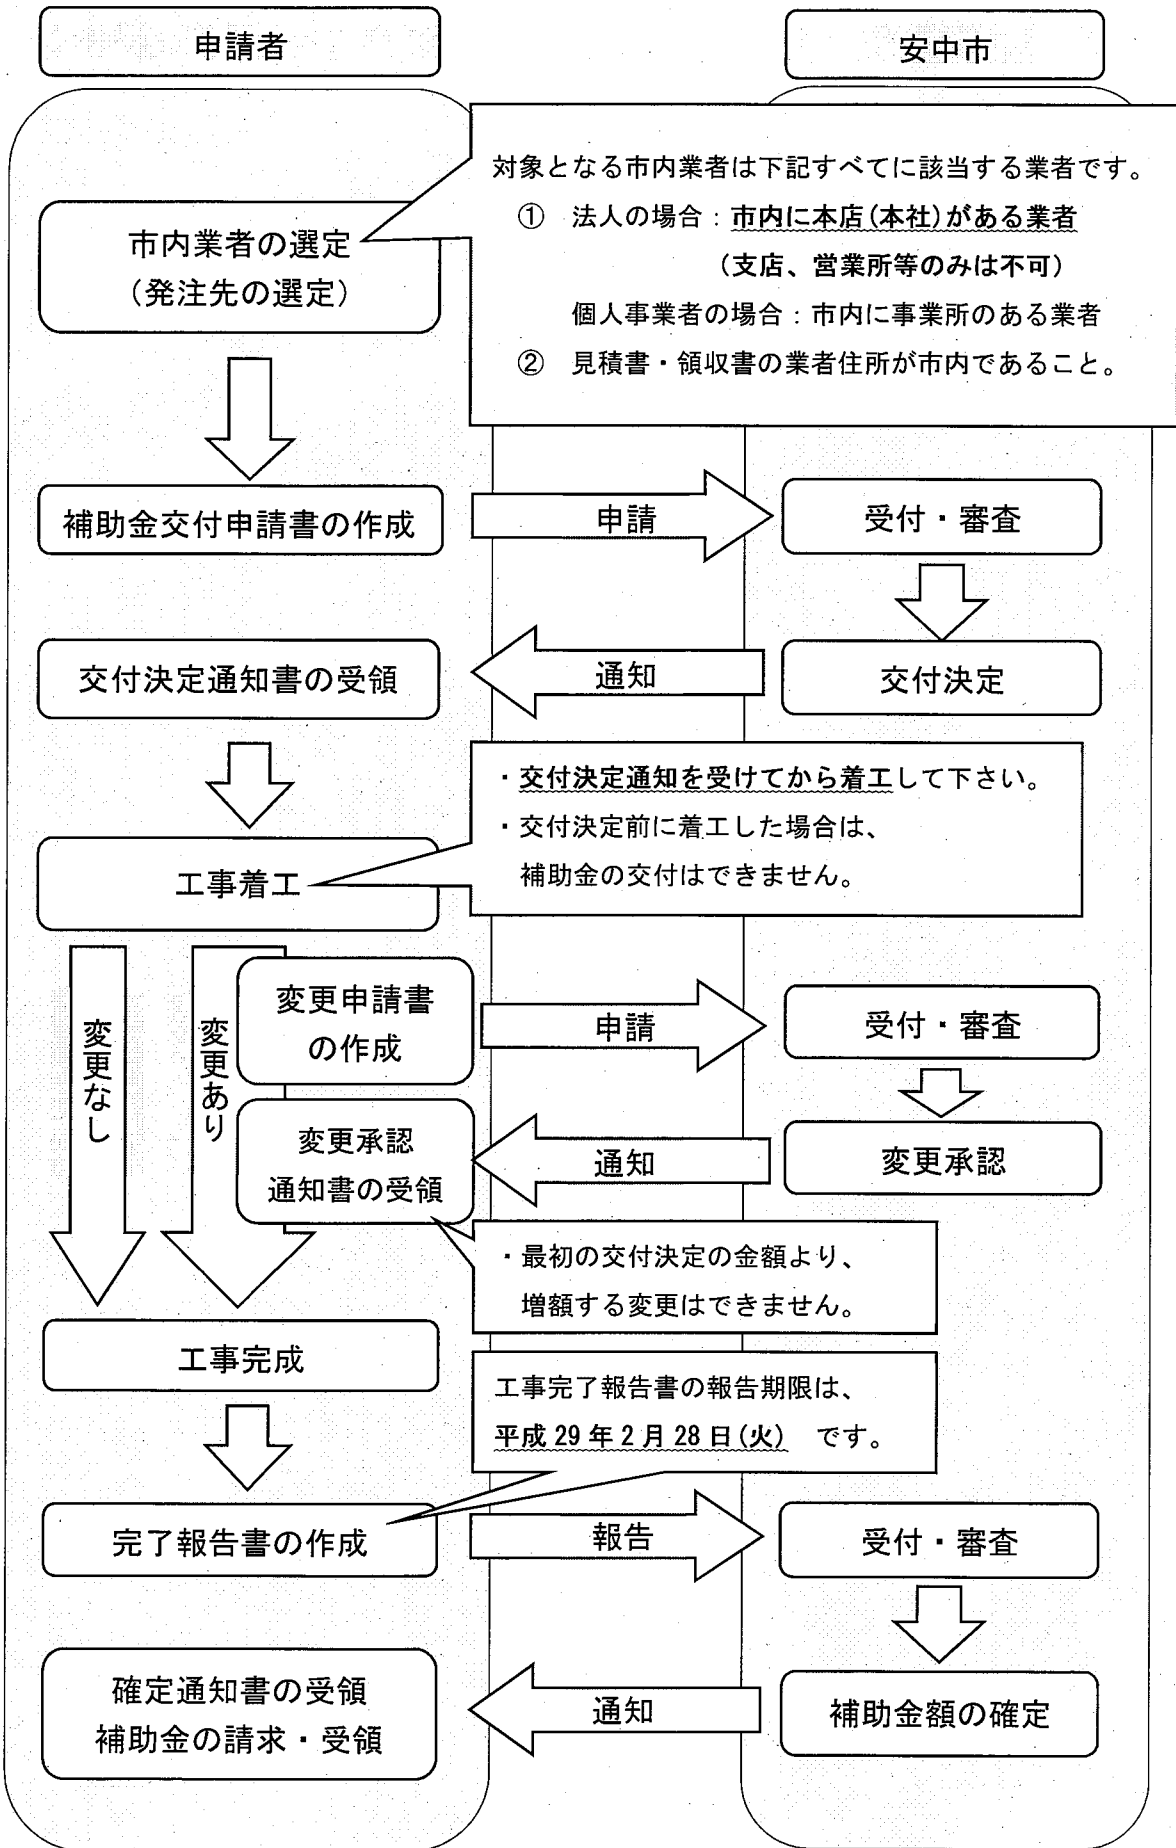 申請者
安中市
対象となる市内業者は下記すべてに該当する業者です。
① 法人の場合：市内に本店(本社)がある業者
(支店、営業所等のみは不可)
個人事業者の場合：市内に事業所のある業者
② 見積書・領収書の業者住所が市内であること。
市内業者の選定
(発注先の選定)
補助金交付申請書の作成
申請
受付・審査
交付決定通知書の受領
通知
交付決定
・交付決定通知を受けてから着工して下さい。
・交付決定前に着工した場合は、
補助金の交付はできません。
工事着工
変更なし
変更あり
変更申請書
の作成
申請
受付・審査
変更承認
通知書の受領
通知
変更承認
・最初の交付決定の金額より、
増額する変更はできません。
工事完成
工事完了報告書の報告期限は、
平成 29 年 2 月 28 日(火) です。
完了報告書の作成
報告
受付・審査
確定通知書の受領
補助金の請求・受領
通知
補助金額の確定